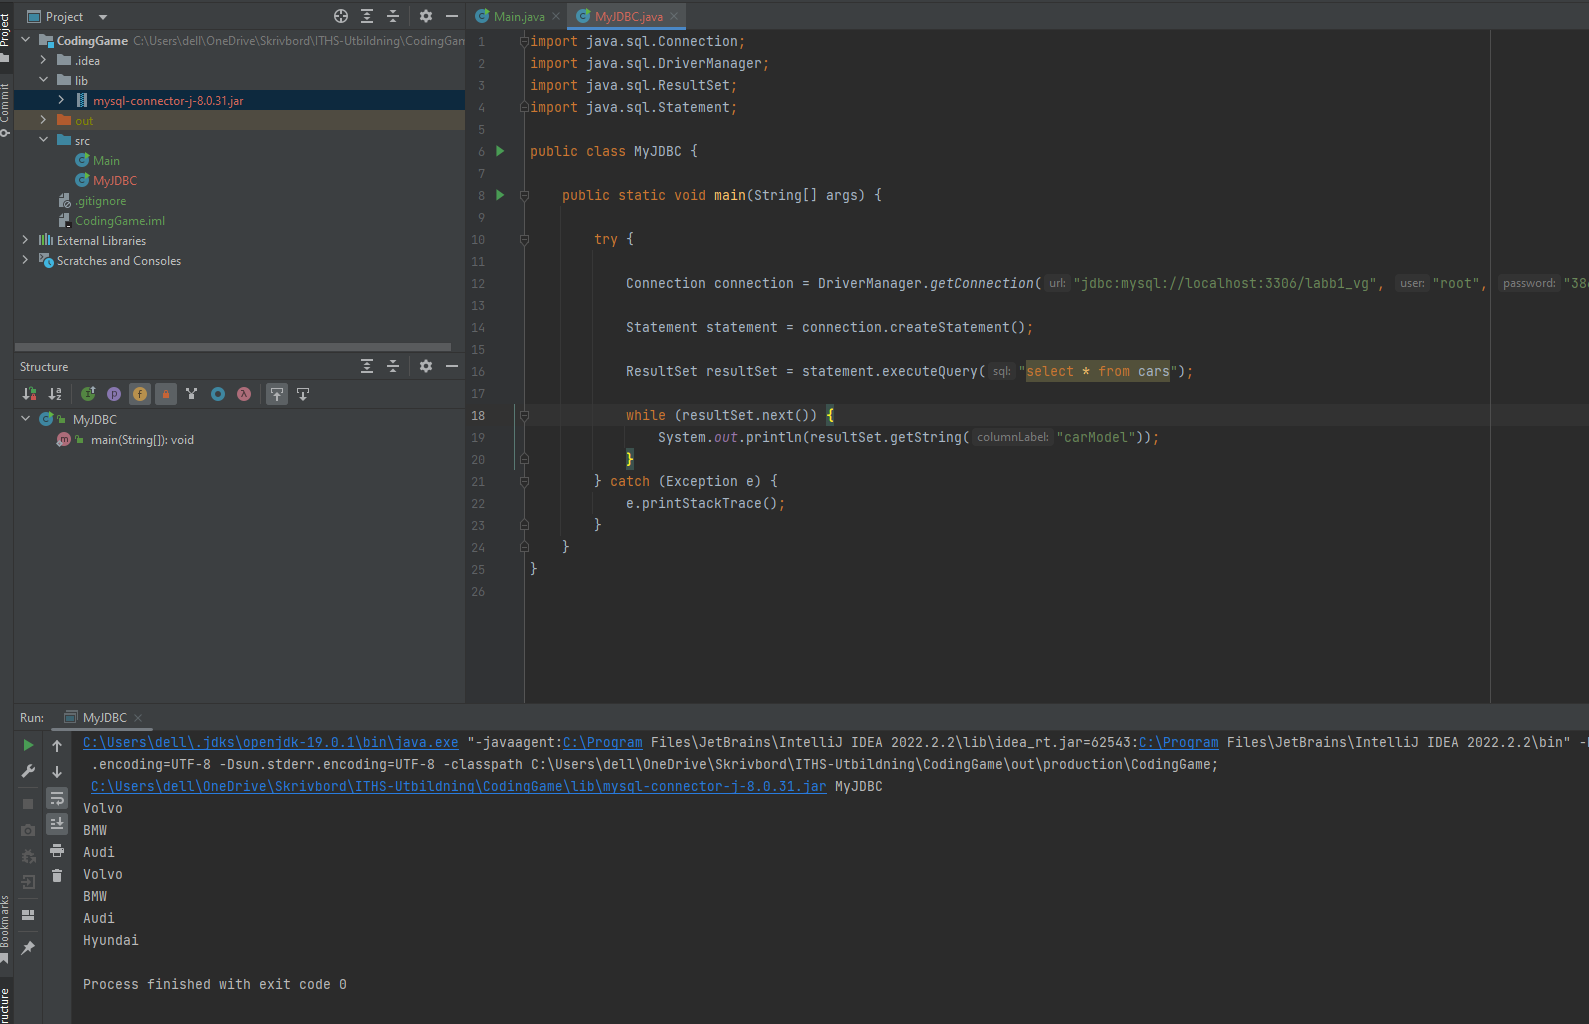 Project
Main.java
MyJDBC.java
Project
Commit
Bookmarks
CodingGame C:\Users\dell\OneDrive\Skrivbord\ITHS-Utbildning\CodingGam
.idea
lib
mysql-connector-j-8.0.31.jar
out
src
Main
MyJDBC
.gitignore
CodingGame.iml
External Libraries
Scratches and Consoles
Structure
MyJDBC
main(String[]): void
1 import java.sql.Connection;
2 import java.sql.DriverManager;
3 import java.sql.ResultSet;
4 import java.sql.Statement;
5
6 public class MyJDBC {
7
8 public static void main(String[] args) {
9
10 try {
11
12 Connection connection = DriverManager.getConnection( url: "jdbc:mysql://localhost:3306/labb1_vg", user: "root", password: "38
13
14 Statement statement = connection.createStatement();
15
16 ResultSet resultSet = statement.executeQuery( sql: "select * from cars");
17
18 while (resultSet.next()) {
19 System.out.println(resultSet.getString( columnLabel: "carModel"));
20 }
21 } catch (Exception e) {
22 e.printStackTrace();
23 }
24 }
25 }
26
Run: MyJDBC
C:\Users\dell\.jdks\openjdk-19.0.1\bin\java.exe "-javaagent:C:\Program Files\JetBrains\IntelliJ IDEA 2022.2.2\lib\idea_rt.jar=62543:C:\Program Files\JetBrains\IntelliJ IDEA 2022.2.2\bin"
.encoding=UTF-8 -Dsun.stderr.encoding=UTF-8 -classpath C:\Users\dell\OneDrive\Skrivbord\ITHS-Utbildning\CodingGame\out\production\CodingGame;
C:\Users\dell\OneDrive\Skrivbord\ITHS-Utbildning\CodingGame\lib\mysql-connector-j-8.0.31.jar MyJDBC
Volvo
BMW
Audi
Volvo
BMW
Audi
Hyundai
Process finished with exit code 0
ructure